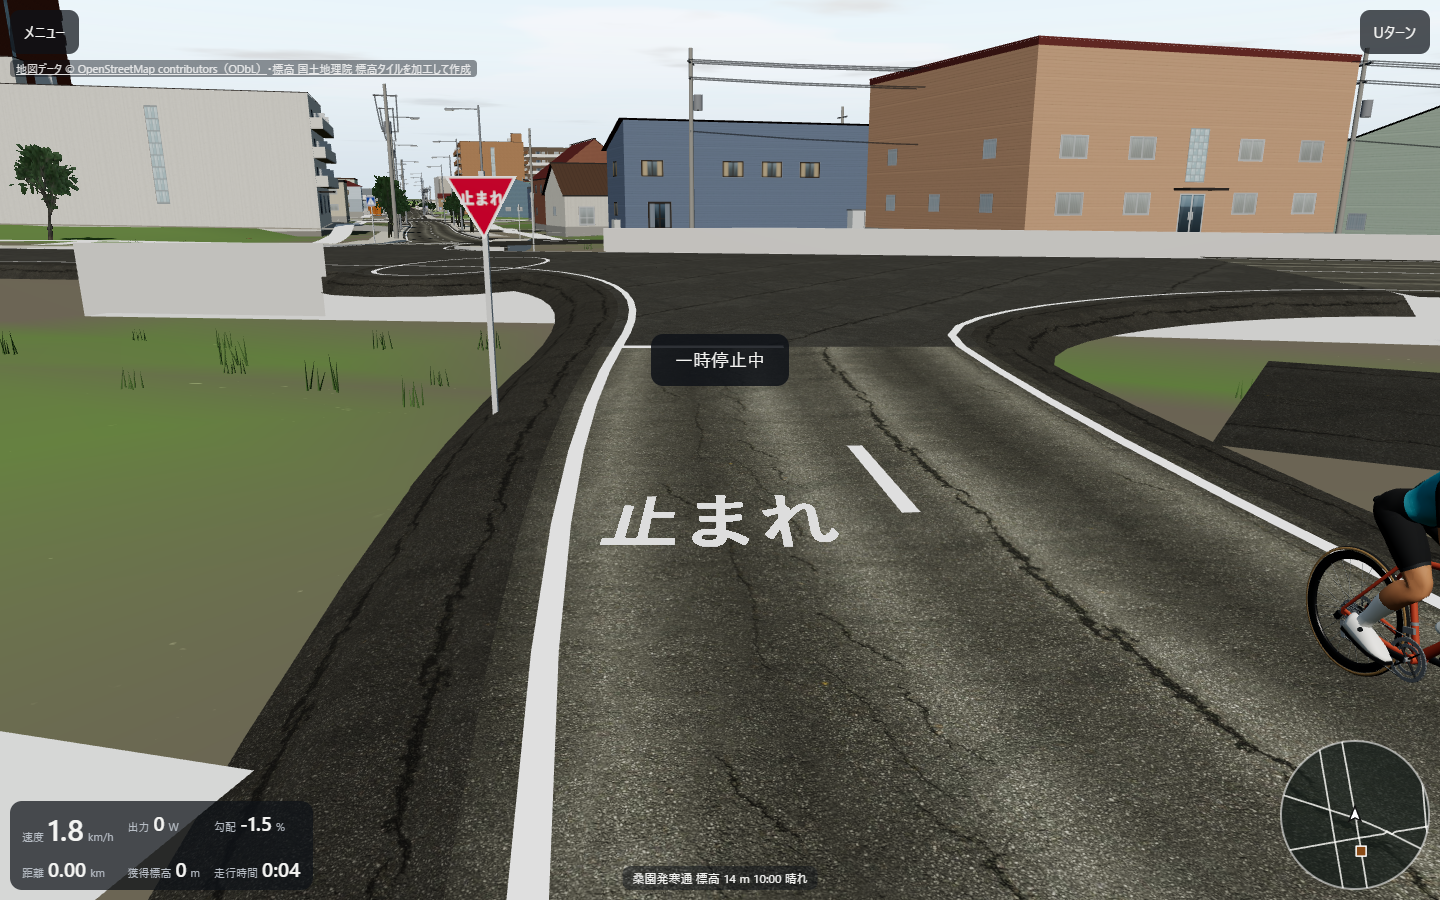 メニュー
Uターン
地図データ © OpenStreetMap contributors（ODbL）・標高 国土地理院 標高タイルを加工して作成
止まれ
一時停止中
止まれ
速度 1.8 km/h 出力 0 W 勾配 -1.5 %
距離 0.00 km 獲得標高 0 m 走行時間 0:04
桑園発寒通 標高 14 m 10:00 晴れ